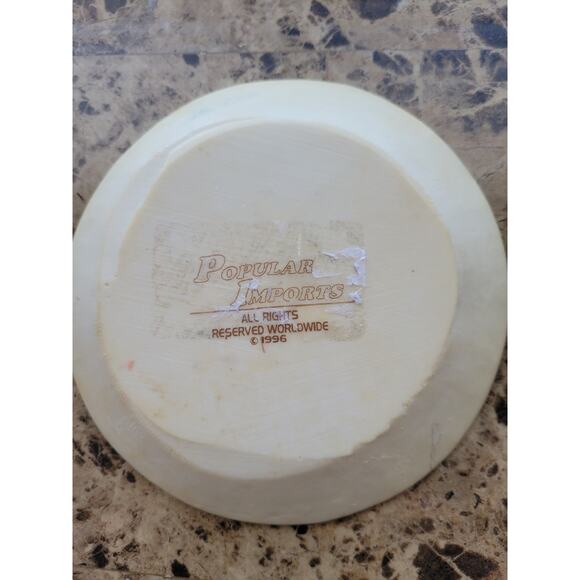 POPULAR
IMPORTS
ALL RIGHTS
RESERVED WORLDWIDE
© 1996